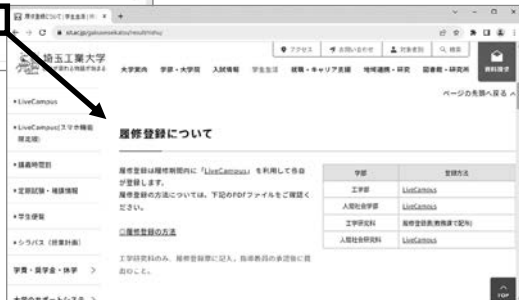 履修登録について | 学生生活 |
sit.ac.jp/gakuseiseikatsu/result/rishu/
埼玉工業大学
アクセス
お問い合わせ
対象者別
検索
資料請求
大学案内
学部・大学院
入試情報
学生生活
就職・キャリア支援
地域連携・研究
図書館・研究所
ページの先頭へ戻る
LiveCampus
LiveCampus(スマホ機能限定版)
講義時間割
定期試験・補講情報
学生便覧
シラバス (授業計画)
学費・奨学金・休学
大学のサポートシステム
履修登録について
履修登録は履修期間内に「LiveCampus」を利用して各自
が登録します。
履修登録の方法については、下記のPDFファイルをご確認く
ださい。
○履修登録の方法
工学研究科のみ、履修登録票に記入、指導教員の承認後に提
出のこと。
学部 登録方法
工学部 LiveCampus
人間社会学部 LiveCampus
工学研究科 履修登録票(教務課で配布)
人間社会研究科 LiveCampus
TOP